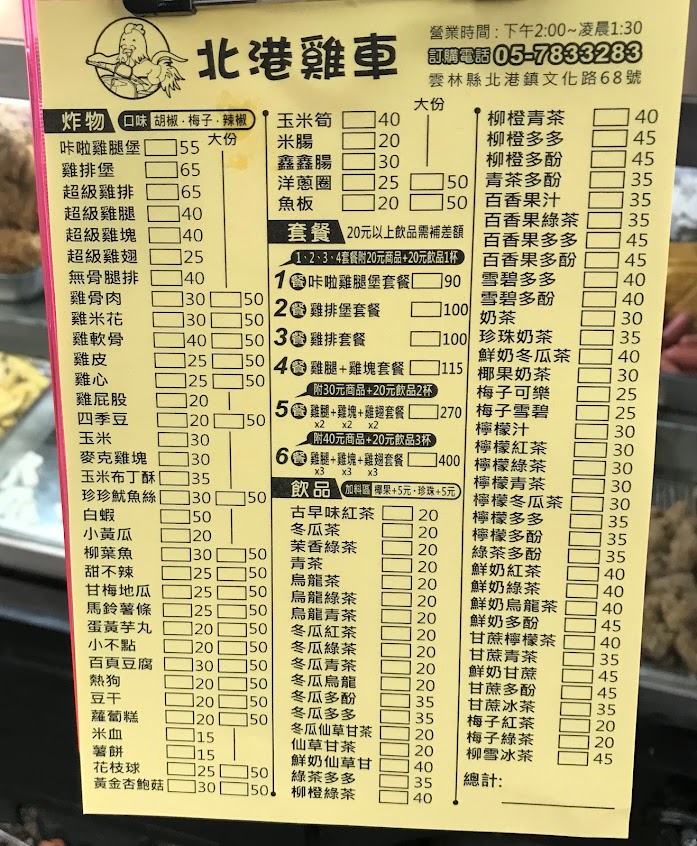 北港雞車
營業時間：下午2:00~凌晨1:30
訂購電話 05-7833283
雲林縣北港鎮文化路68號
炸物 口味 胡椒．梅子．辣椒
大份
咔啦雞腿堡 55
雞排堡 65
超級雞排 65
超級雞腿 40
超級雞塊 40
超級雞翅 25
無骨腿排 40
雞骨肉 30 50
雞米花 30 50
雞軟骨 40 50
雞皮 25 50
雞心 25 50
雞屁股 20
四季豆 20 50
玉米 30
麥克雞塊 30
玉米布丁酥 35
珍珍魷魚絲 30 50
白蝦 50
小黃瓜 20
柳葉魚 30 50
甜不辣 25 50
甘梅地瓜 25 50
馬鈴薯條 25 50
蛋黃芋丸 20 50
小不點 20 50
百頁豆腐 30 50
熱狗 20 50
豆干 20 50
蘿蔔糕 20 50
米血 15
薯餅 15
花枝球 25 50
黃金杏鮑菇 30 50
大份
玉米筍 40
米腸 20
鑫鑫腸 30
洋蔥圈 25 50
魚板 20 50
套餐 20元以上飲品需補差額
1、2、3、4套餐附20元商品+20元飲品1杯
1餐 咔啦雞腿堡套餐 90
2餐 雞排堡套餐 100
3餐 雞排套餐 100
4餐 雞腿+雞塊套餐 115
附30元商品+20元飲品2杯
5餐 雞腿+雞塊+雞翅套餐 270
x2 x2 x2
附40元商品+20元飲品3杯
6餐 雞腿+雞塊+雞翅套餐 400
x3 x3 x3
飲品 加料區 椰果+5元．珍珠+5元
古早味紅茶 20
冬瓜茶 20
茉香綠茶 20
青茶 20
烏龍茶 20
烏龍綠茶 20
烏龍青茶 20
冬瓜紅茶 20
冬瓜綠茶 20
冬瓜青茶 20
冬瓜烏龍 20
冬瓜多酚 35
冬瓜多多 35
冬瓜仙草甘茶 20
仙草甘茶 20
鮮奶仙草甘 40
綠茶多多 35
柳橙綠茶 40
柳橙青茶 40
柳橙多多 45
柳橙多酚 45
青茶多酚 35
百香果汁 35
百香果綠茶 35
百香果多多 45
百香果多酚 45
雪碧多多 40
雪碧多酚 40
奶茶 30
珍珠奶茶 35
鮮奶冬瓜茶 40
椰果奶茶 30
梅子可樂 25
梅子雪碧 25
檸檬汁 30
檸檬紅茶 30
檸檬綠茶 30
檸檬青茶 30
檸檬冬瓜茶 30
檸檬多多 35
檸檬多酚 35
綠茶多酚 35
鮮奶紅茶 40
鮮奶綠茶 40
鮮奶烏龍茶 40
鮮奶多酚 45
甘蔗檸檬茶 40
甘蔗青茶 35
鮮奶甘蔗 45
甘蔗多酚 45
甘蔗冰茶 35
梅子紅茶 20
梅子綠茶 20
柳雪冰茶 45
總計: